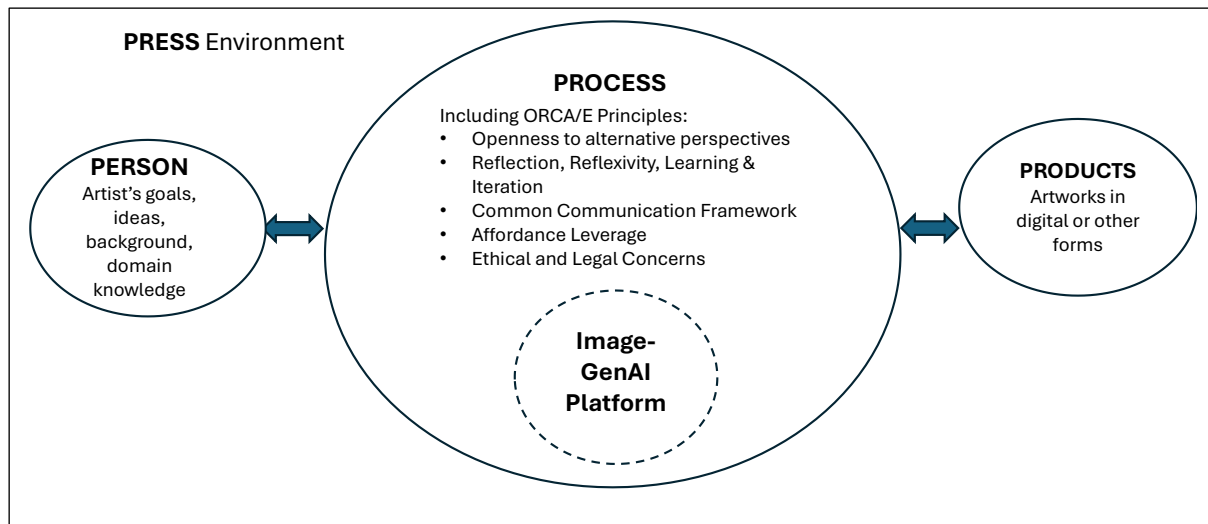 PRESS Environment
PROCESS
Including ORCA/E Principles:
• Openness to alternative perspectives
• Reflection, Reflexivity, Learning &
Iteration
• Common Communication Framework
• Affordance Leverage
• Ethical and Legal Concerns
PERSON
Artist's goals,
ideas,
background,
domain
knowledge
PRODUCTS
Artworks in
digital or other
forms
Image-
GenAI
Platform